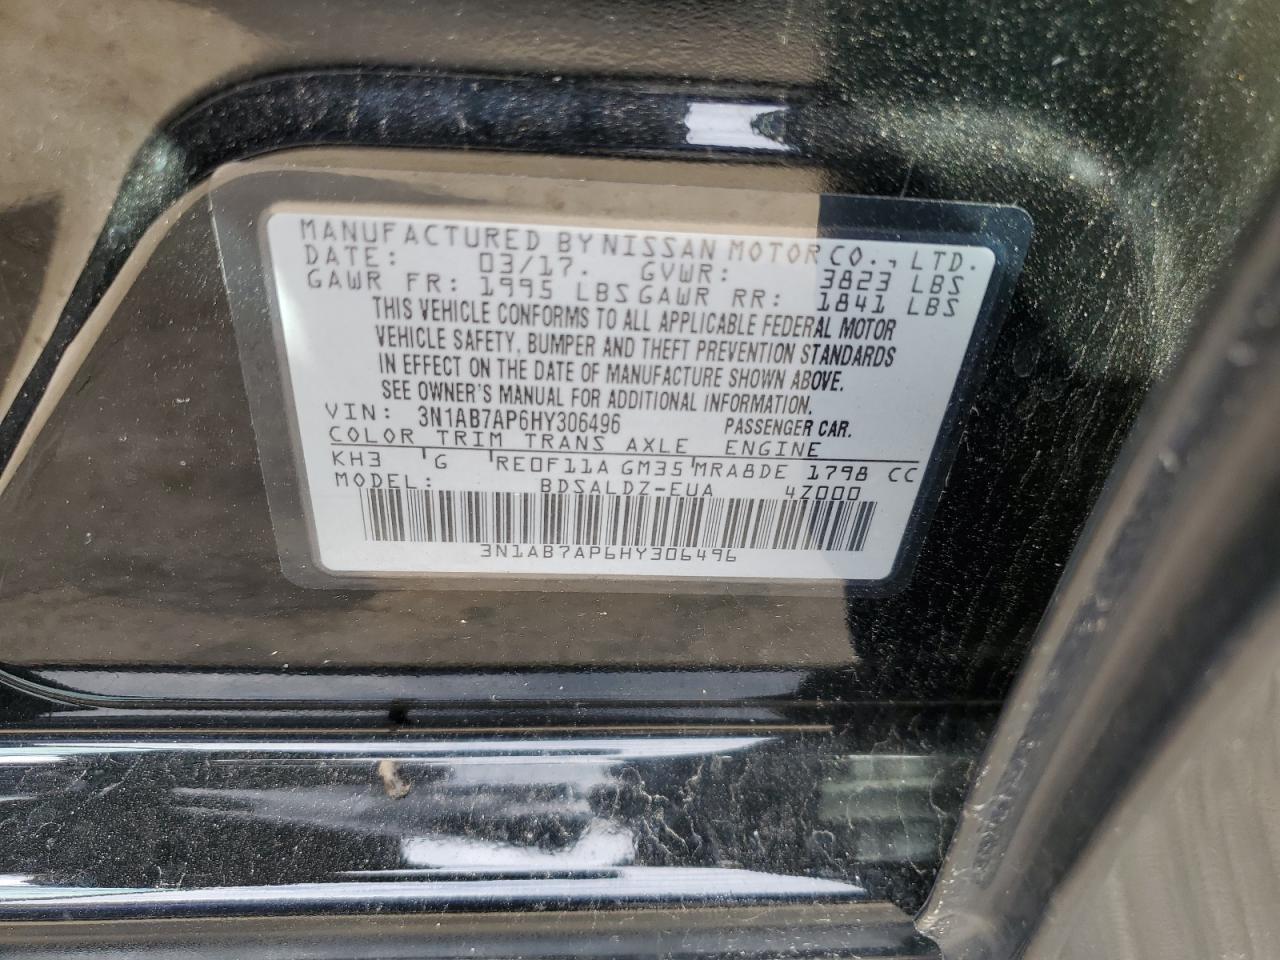 MANUFACTURED BY NISSAN MOTOR CO., LTD.
DATE: 03/17. GVWR: 3823 LBS
GAWR FR: 1995 LBS GAWR RR: 1841 LBS
THIS VEHICLE CONFORMS TO ALL APPLICABLE FEDERAL MOTOR
VEHICLE SAFETY, BUMPER AND THEFT PREVENTION STANDARDS
IN EFFECT ON THE DATE OF MANUFACTURE SHOWN ABOVE.
SEE OWNER'S MANUAL FOR ADDITIONAL INFORMATION.
VIN: 3N1AB7AP6HY306496 PASSENGER CAR.
COLOR TRIM TRANS AXLE ENGINE
KH3 G RE0F11A GM35 MRA8DE 1798 CC
MODEL: BDSALDZ-EUA 4Z000
3N1AB7AP6HY306496